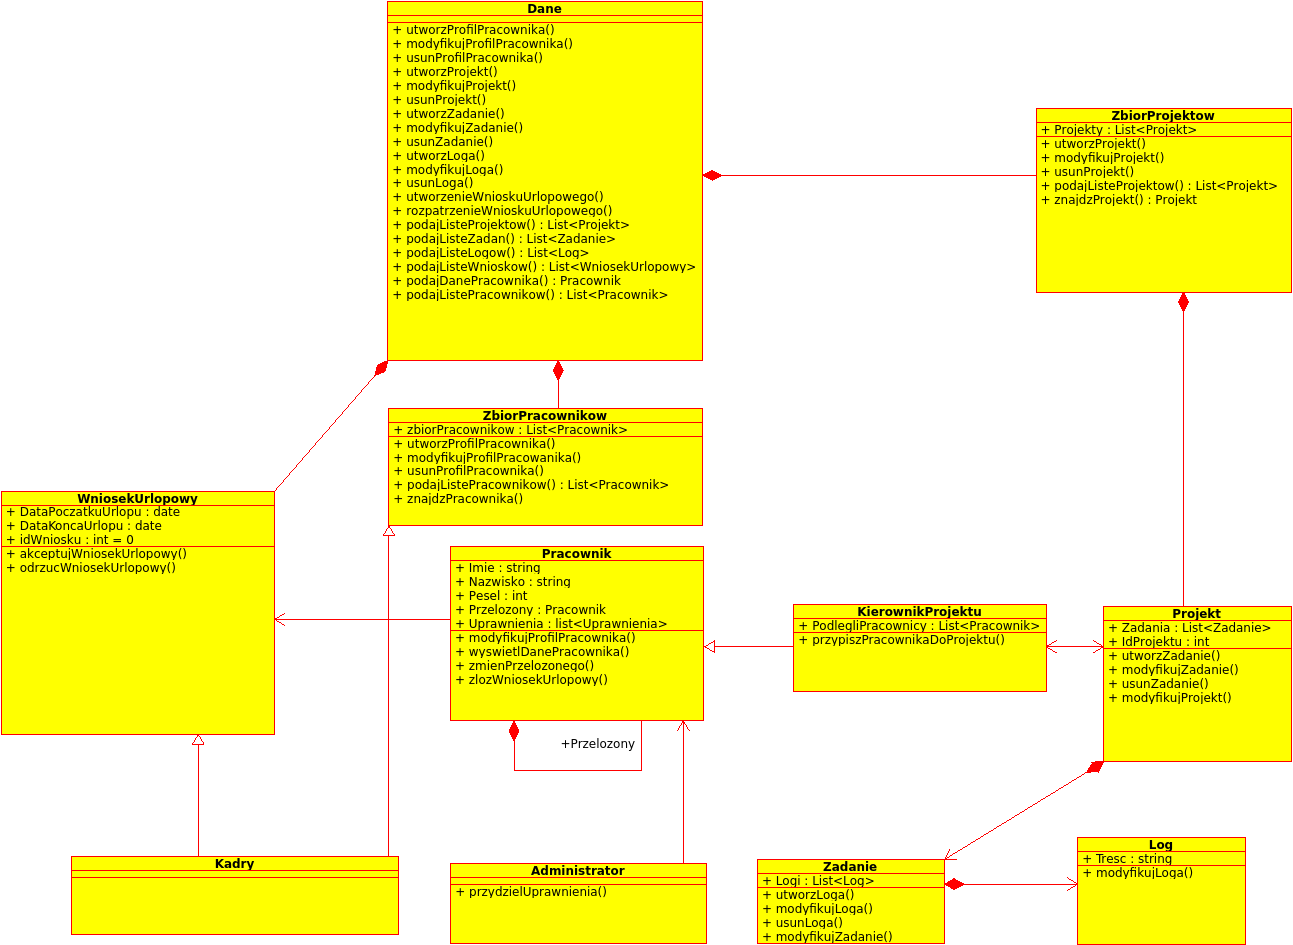 Dane
+ utworzProfilPracownika()
+ modyfikujProfilPracownika()
+ usunProfilPracownika()
+ utworzProjekt()
+ modyfikujProjekt()
+ usunProjekt()
+ utworzZadanie()
+ modyfikujZadanie()
+ usunZadanie()
+ utworzLoga()
+ modyfikujLoga()
+ usunLoga()
+ utworzenieWnioskuUrlopowego()
+ rozpatrzenieWnioskuUrlopowego()
+ podajListeProjektow() : List<Projekt>
+ podajListeZadan() : List<Zadanie>
+ podajListeLogow() : List<Log>
+ podajListeWnioskow() : List<WniosekUrlopowy>
+ podajDanePracownika() : Pracownik
+ podajListePracownikow() : List<Pracownik>
ZbiorProjektow
+ Projekty : List<Projekt>
+ utworzProjekt()
+ modyfikujProjekt()
+ usunProjekt()
+ podajListeProjektow() : List<Projekt>
+ znajdzProjekt() : Projekt
ZbiorPracownikow
+ zbiorPracownikow : List<Pracownik>
+ utworzProfilPracownika()
+ modyfikujProfilPracowanika()
+ usunProfilPracownika()
+ podajListePracownikow() : List<Pracownik>
+ znajdzPracownika()
WniosekUrlopowy
+ DataPoczatkuUrlopu : date
+ DataKoncaUrlopu : date
+ idWniosku : int = 0
+ akceptujWniosekUrlopowy()
+ odrzucWniosekUrlopowy()
Pracownik
+ Imie : string
+ Nazwisko : string
+ Pesel : int
+ Przelozony : Pracownik
+ Uprawnienia : list<Uprawnienia>
+ modyfikujProfilPracownika()
+ wyswietlDanePracownika()
+ zmienPrzelozonego()
+ zlozWniosekUrlopowy()
+Przelozony
KierownikProjektu
+ PodlegliPracownicy : List<Pracownik>
+ przypiszPracownikaDoProjektu()
Projekt
+ Zadania : List<Zadanie>
+ IdProjektu : int
+ utworzZadanie()
+ modyfikujZadanie()
+ usunZadanie()
+ modyfikujProjekt()
Kadry
Administrator
+ przydzielUprawnienia()
Zadanie
+ Logi : List<Log>
+ utworzLoga()
+ modyfikujLoga()
+ usunLoga()
+ modyfikujZadanie()
Log
+ Tresc : string
+ modyfikujLoga()